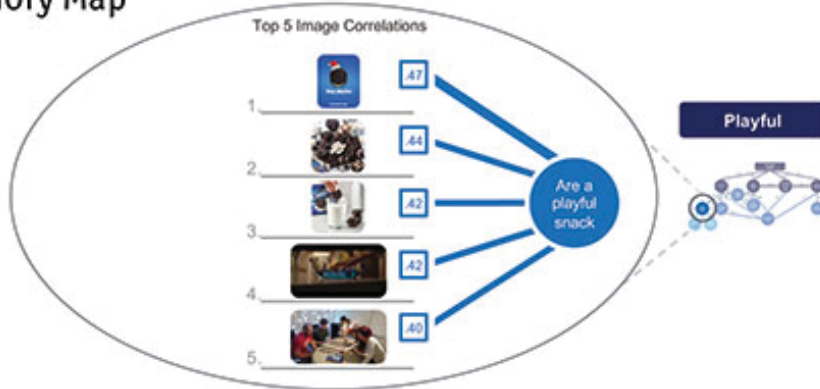 Map
Top 5 Image Correlations
1.
.47
2.
.44
3.
.42
4.
.42
5.
.40
Are a
playful
snack
Playful